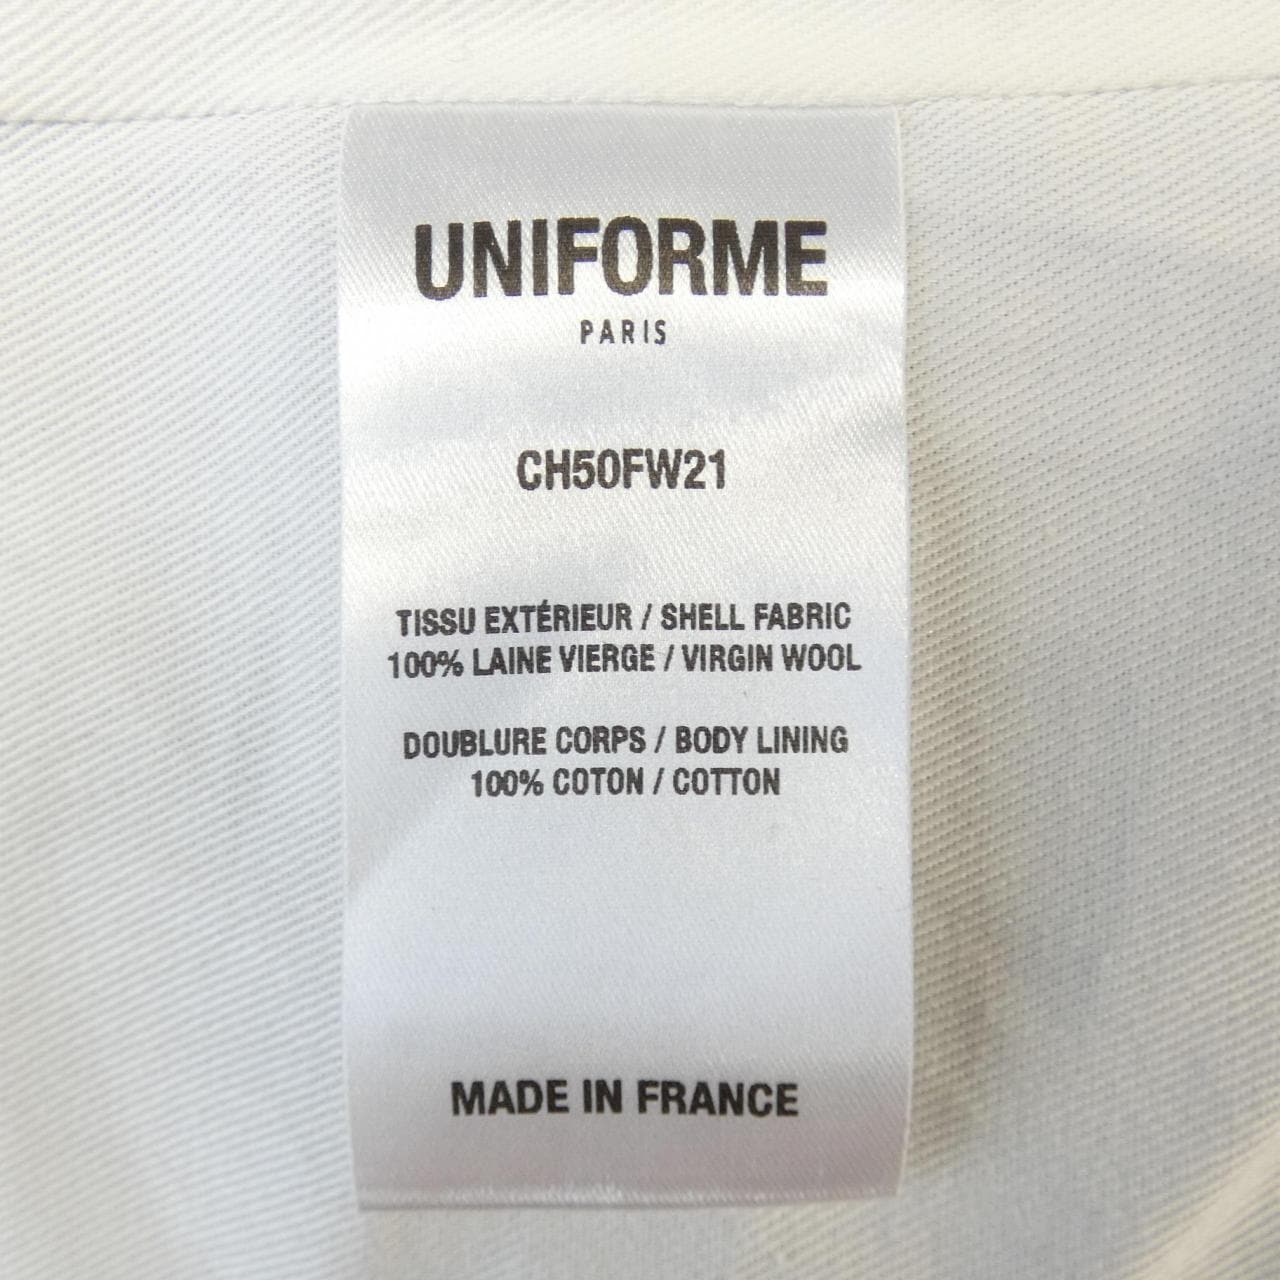 UNIFORME
PARIS
CH50FW21
TISSU EXTÉRIEUR / SHELL FABRIC
100% LAINE VIERGE / VIRGIN WOOL
DOUBLURE CORPS / BODY LINING
100% COTON / COTTON
MADE IN FRANCE